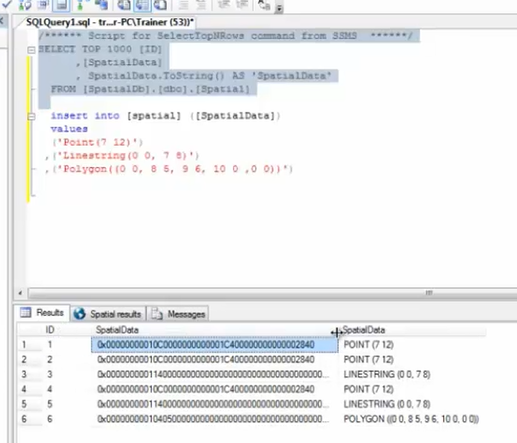 SQLQuery1.sql - tr...r-PC\Trainer (53))*
/****** Script for SelectTopNRows command from SSMS ******/
SELECT TOP 1000 [ID]
,[SpatialData]
, SpatialData.ToString() AS 'SpatialData'
FROM [SpatialDb].[dbo].[Spatial]
insert into [spatial] ([SpatialData])
values
('Point(7 12)')
,('Linestring(0 0, 7 8)')
,('Polygon((0 0, 8 5, 9 6, 10 0 ,0 0))')
Results Spatial results Messages
ID SpatialData SpatialData
1 1 0x00000000010C0000000000001C400000000000002840 POINT (7 12)
2 2 0x00000000010C0000000000001C400000000000002840 POINT (7 12)
3 3 0x000000000114000000000000000000000000000000... LINESTRING (0 0, 7 8)
4 4 0x00000000010C0000000000001C400000000000002840 POINT (7 12)
5 5 0x000000000114000000000000000000000000000000... LINESTRING (0 0, 7 8)
6 6 0x000000000104050000000000000000000000000000... POLYGON ((0 0, 8 5, 9 6, 10 0, 0 0))